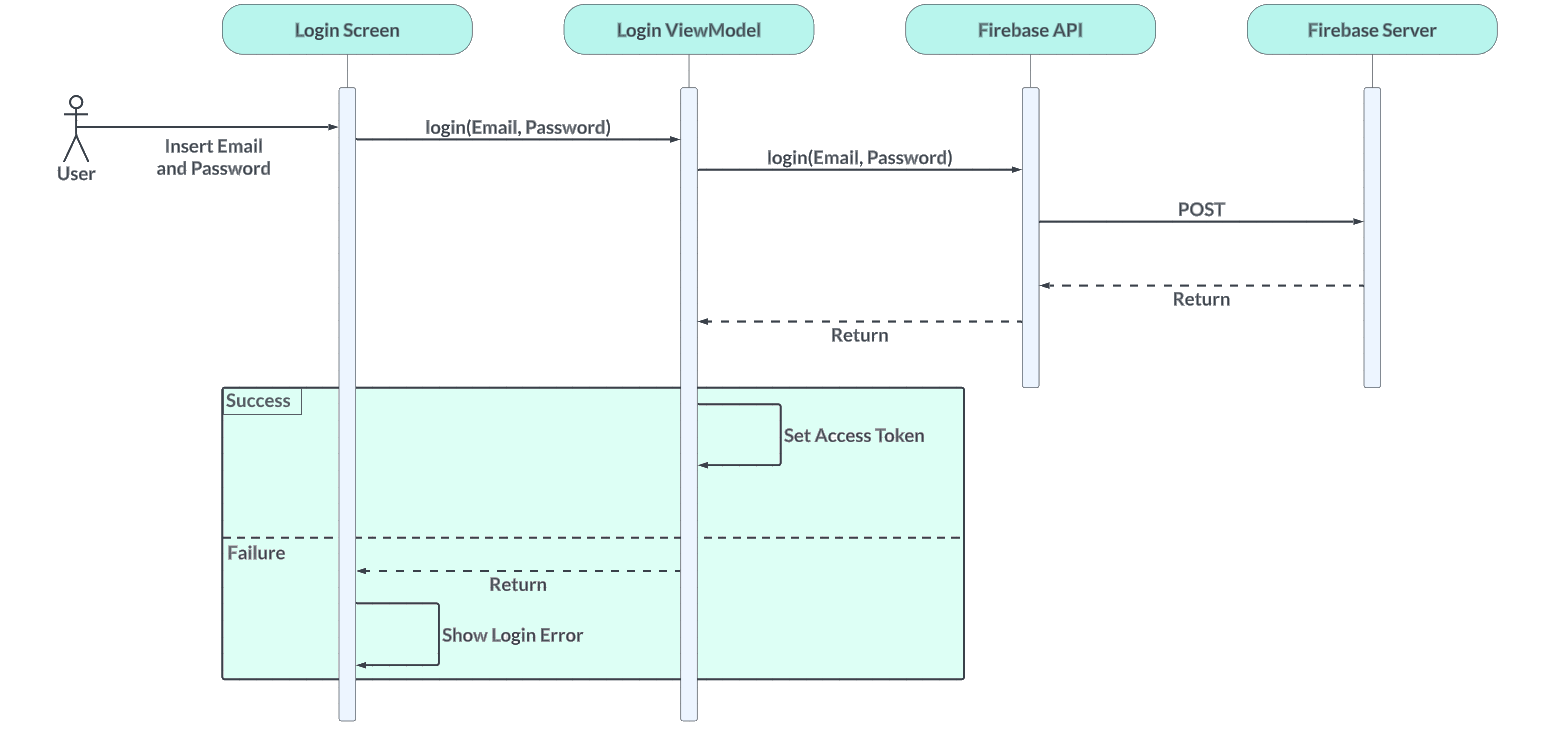 Login Screen
Login ViewModel
Firebase API
Firebase Server
User
Insert Email
and Password
login(Email, Password)
login(Email, Password)
POST
Return
Return
Success
Set Access Token
Failure
Return
Show Login Error